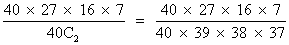 40 × 27 × 16 × 7 / 40C₂ = 40 × 27 × 16 × 7 / 40 × 39 × 38 × 37